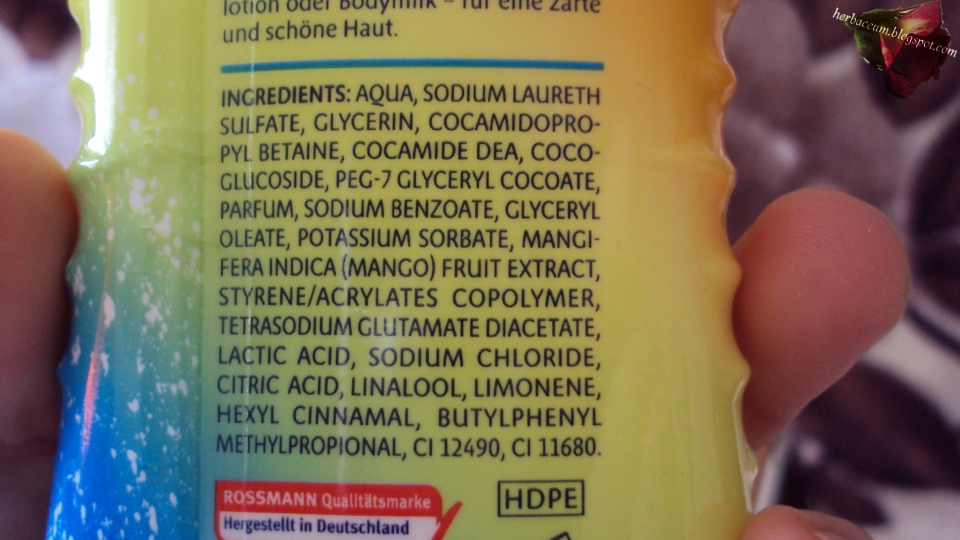 lotion oder Bodymilk – für eine zarte
und schöne Haut.
INGREDIENTS: AQUA, SODIUM LAURETH
SULFATE, GLYCERIN, COCAMIDOPRO-
PYL BETAINE, COCAMIDE DEA, COCO-
GLUCOSIDE, PEG-7 GLYCERYL COCOATE,
PARFUM, SODIUM BENZOATE, GLYCERYL
OLEATE, POTASSIUM SORBATE, MANGI-
FERA INDICA (MANGO) FRUIT EXTRACT,
STYRENE/ACRYLATES COPOLYMER,
TETRASODIUM GLUTAMATE DIACETATE,
LACTIC ACID, SODIUM CHLORIDE,
CITRIC ACID, LINALOOL, LIMONENE,
HEXYL CINNAMAL, BUTYLPHENYL
METHYLPROPIONAL, CI 12490, CI 11680.
ROSSMANN Qualitätsmarke
Hergestellt in Deutschland
HDPE
herbaceum.blogspot.com